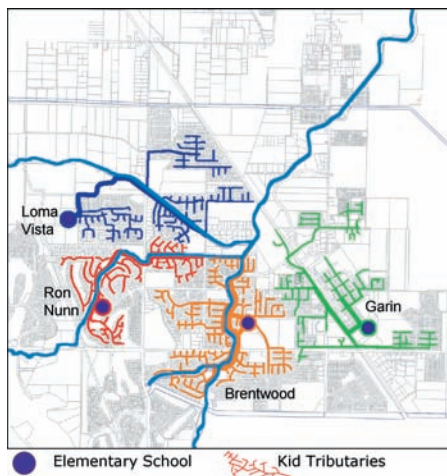 Loma
Vista
Ron
Nunn
Garin
Brentwood
Elementary School
Kid Tributaries